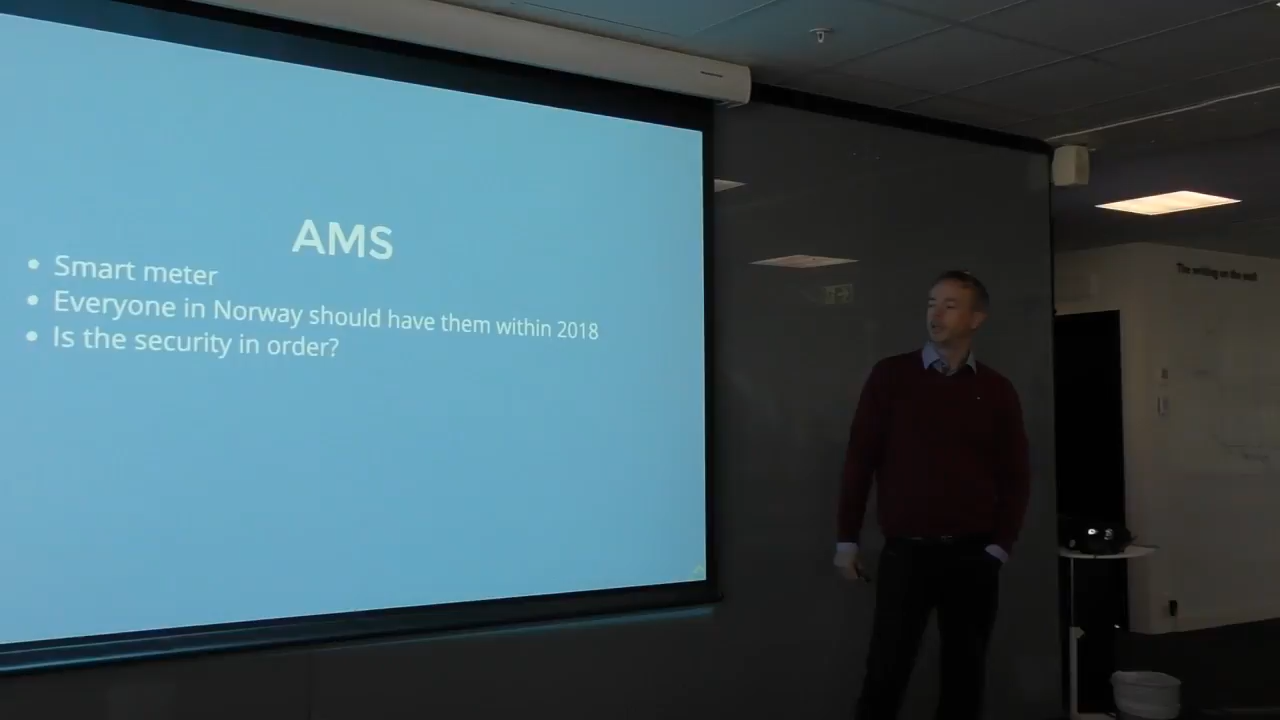 AMS
• Smart meter
• Everyone in Norway should have them within 2018
• Is the security in order?
The writing on the wall